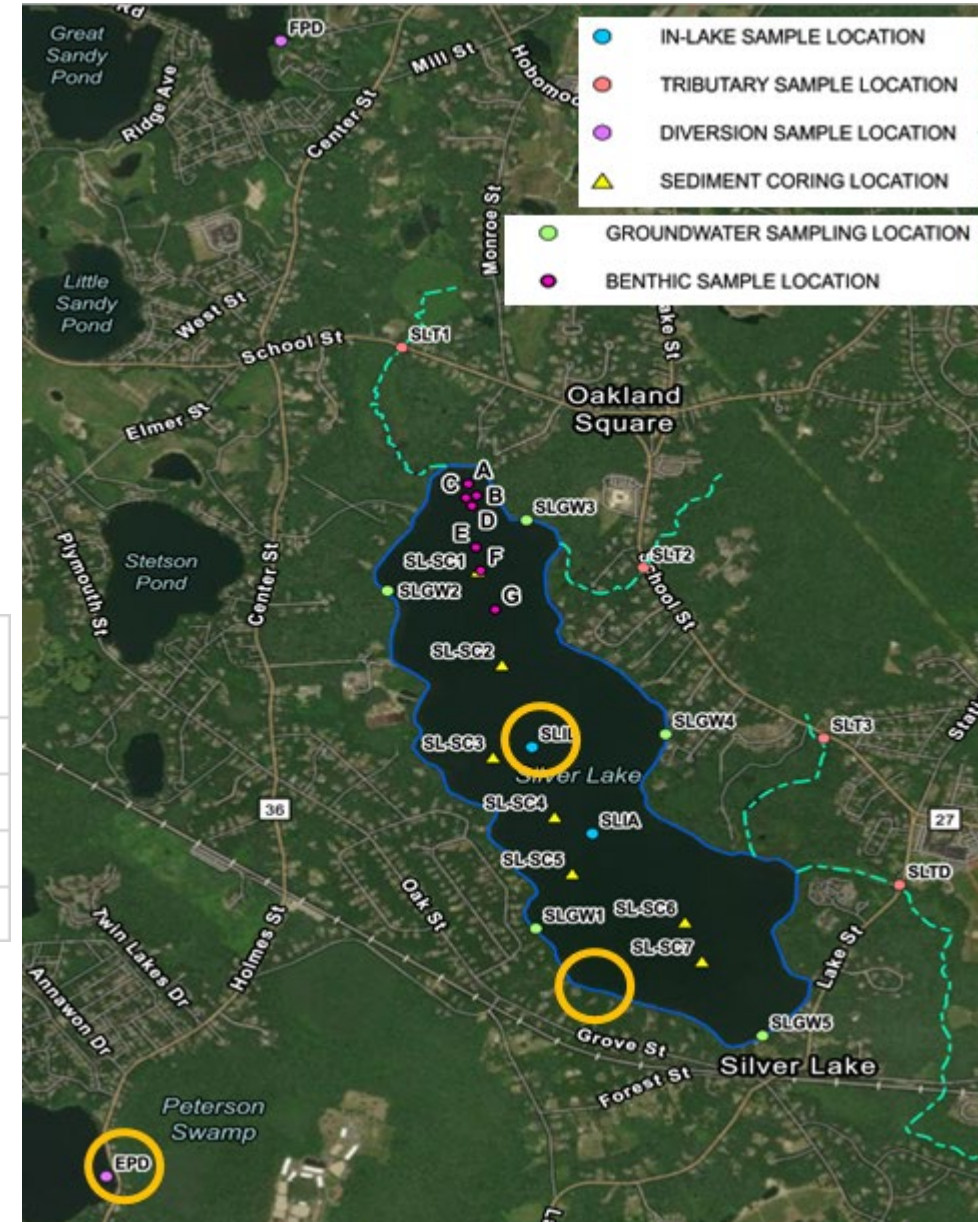 Rd
Great
Sandy
Pond
FPD
Mill St
Ridge Ave
Center St
IN-LAKE SAMPLE LOCATION
TRIBUTARY SAMPLE LOCATION
DIVERSION SAMPLE LOCATION
SEDIMENT CORING LOCATION
GROUNDWATER SAMPLING LOCATION
BENTHIC SAMPLE LOCATION
Monroe St
Little
Sandy
Pond
West St
School St
SLT1
Elmer St
Oakland
Square
A
C
B
D
SLGW3
E
SL-SC1
F
SLT2
School St
Plymouth St
Stetson
Pond
Center St
SLGW2
G
SL-SC2
SLGW4
SLT3
SL-SC3
Silver Lake
SL-SC4
SLIA
36
27
SL-SC5
SLTD
Oak St
SLGW1
SL-SC6
SL-SC7
Twin Lakes Dr
Holmes St
Lake St
Annawon Dr
Grove St
SLGW5
Forest St
Silver Lake
Peterson
Swamp
EPD